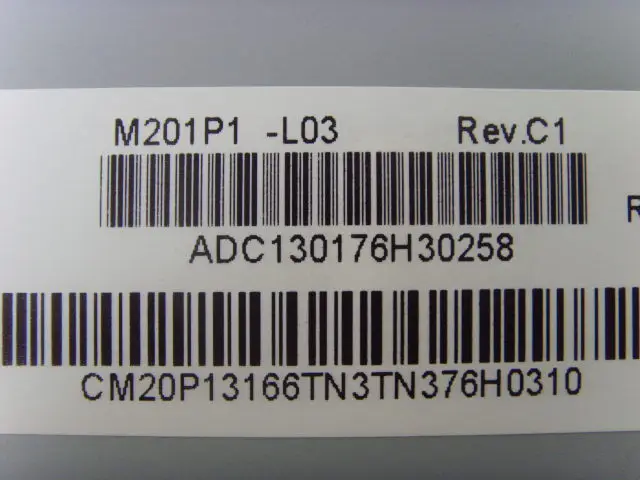 M201P1 -L03 Rev.C1
R
ADC130176H30258
CM20P13166TN3TN376H0310